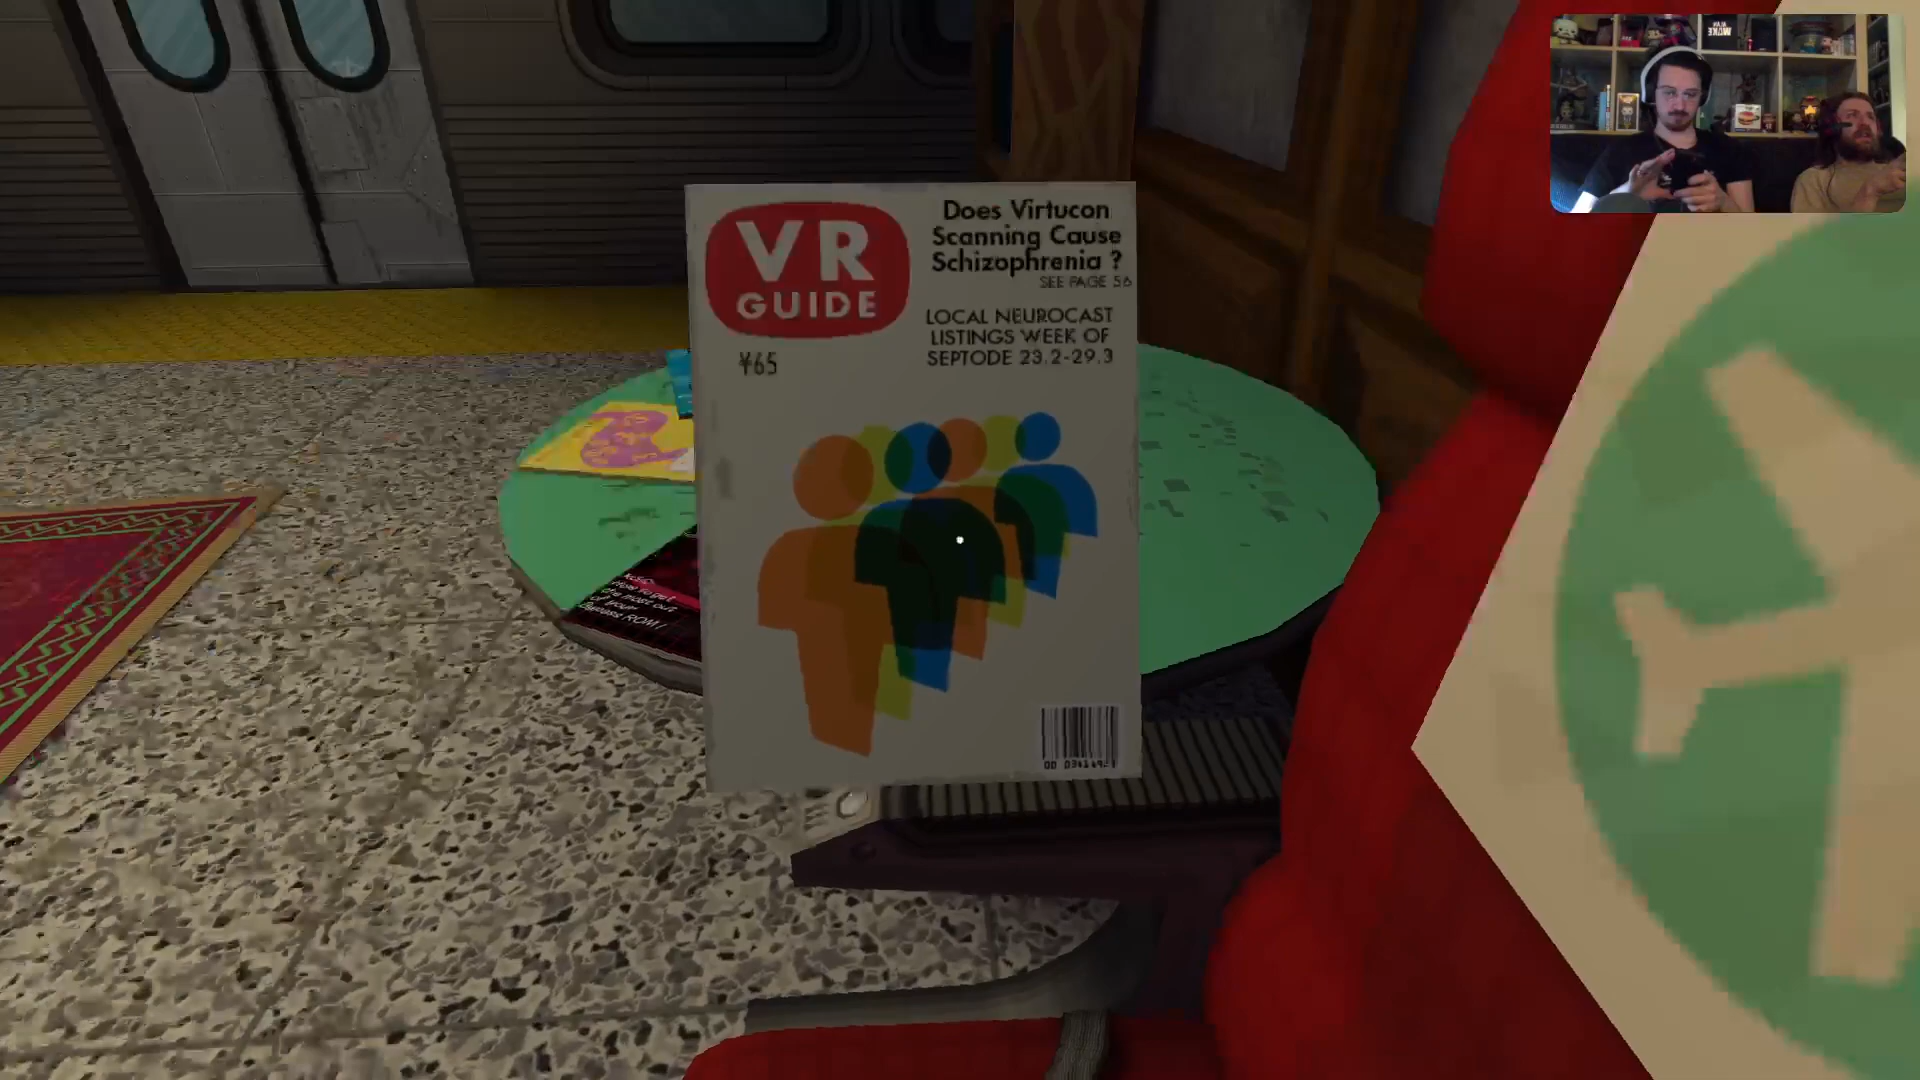 VR
GUIDE
Does Virtucon
Scanning Cause
Schizophrenia ?
SEE PAGE 56
LOCAL NEUROCAST
LISTINGS WEEK OF
SEPTODE 23.2-29.3
¥65
How to get
the most out
of your
ROM!
WAKE